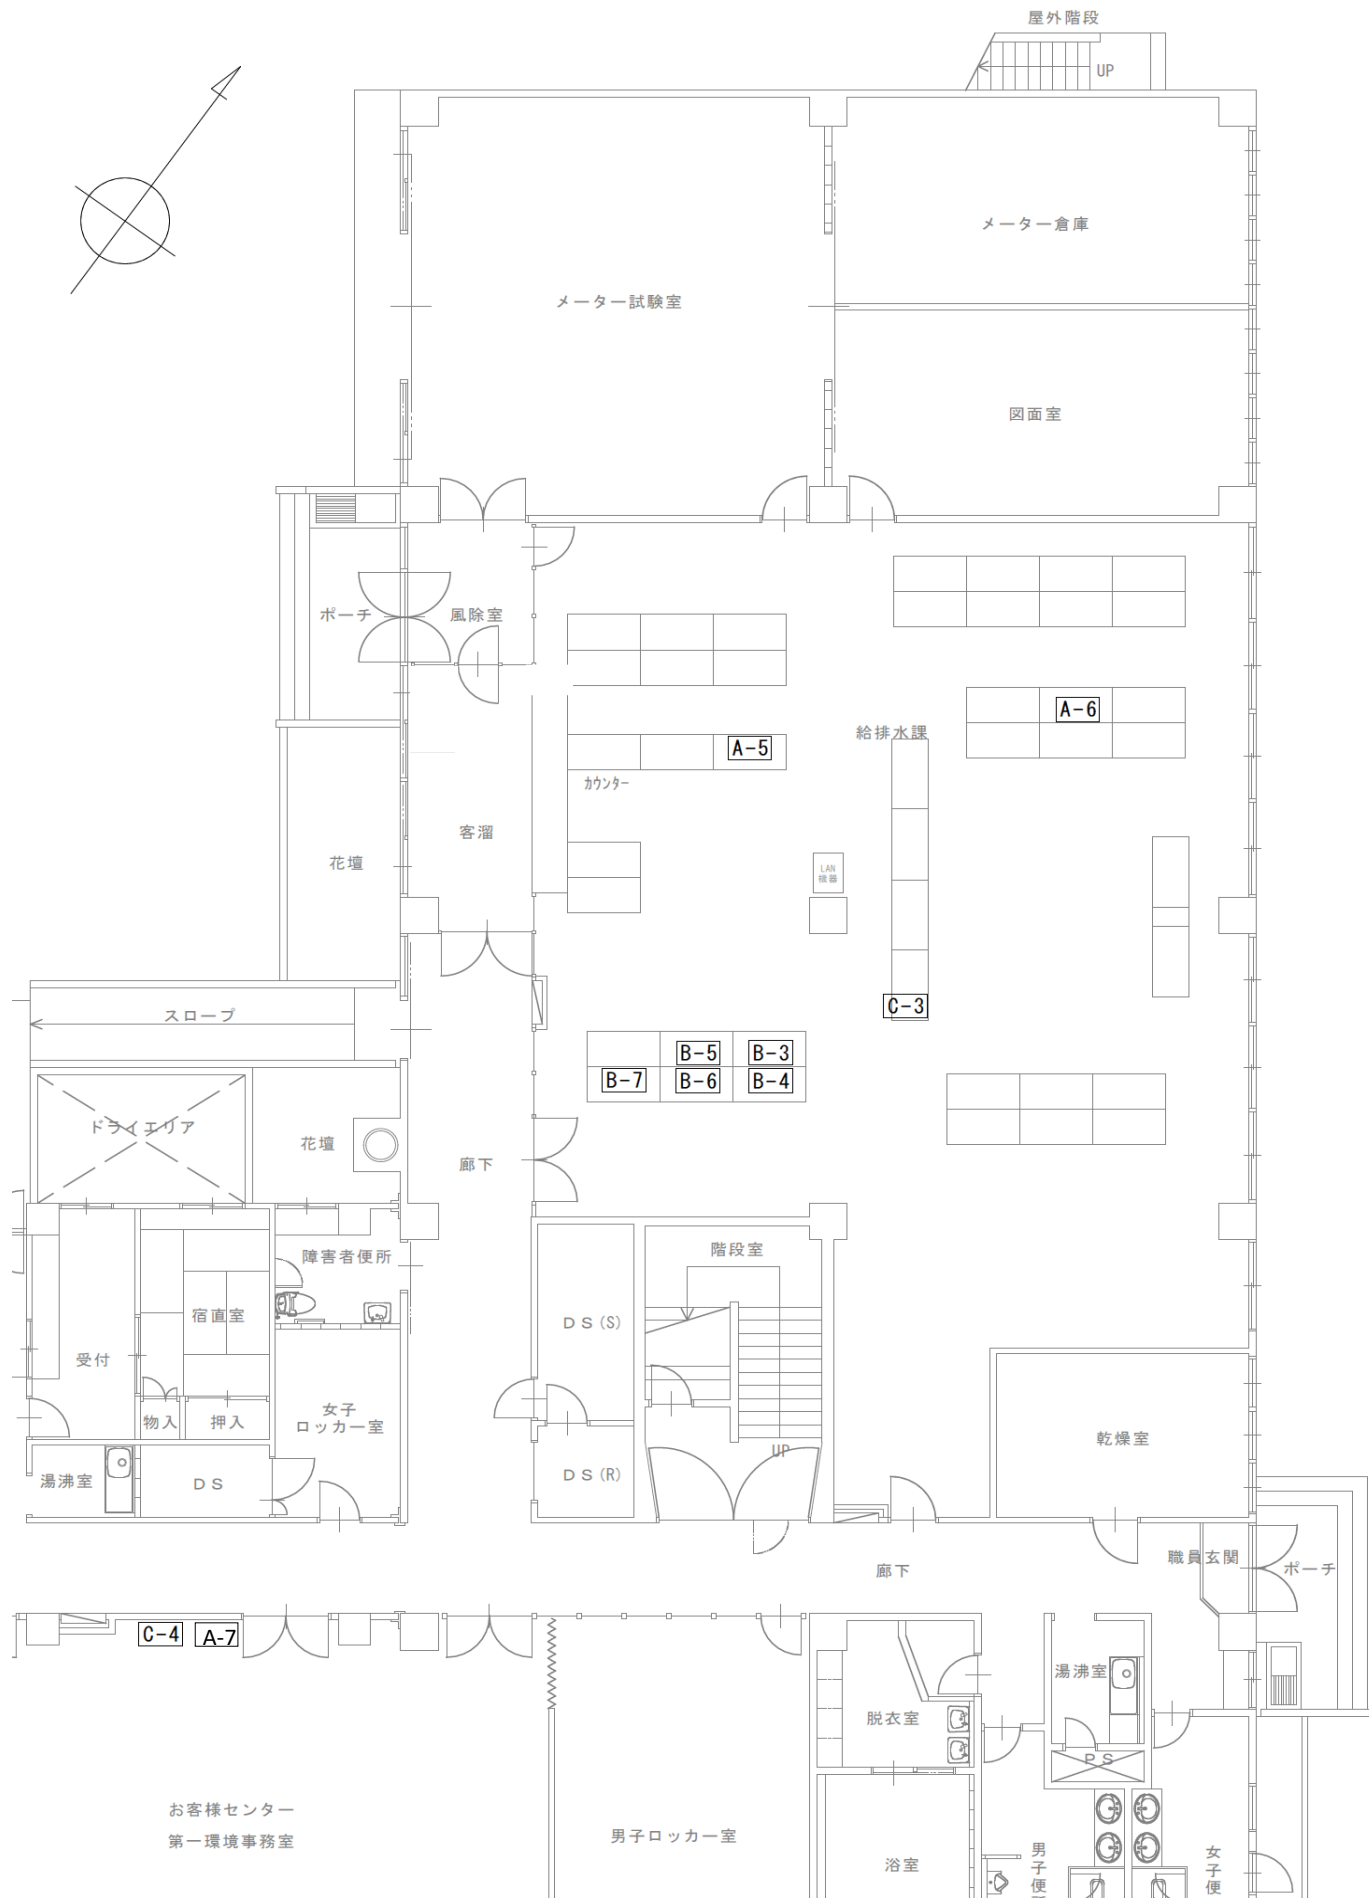 屋外階段
UP
メーター倉庫
メーター試験室
図面室
ポーチ
風除室
A-6
給排水課
A-5
カウンター
客溜
花壇
LAN
機器
C-3
スロープ
B-5
B-3
B-7
B-6
B-4
ドライエリア
花壇
廊下
障害者便所
階段室
宿直室
DS(S)
受付
女子
ロッカー室
物入
押入
乾燥室
UP
湯沸室
DS
DS(R)
廊下
職員玄関
ポーチ
C-4
A-7
湯沸室
脱衣室
PS
お客様センター
第一環境事務室
男子ロッカー室
浴室
男子便所
女子便